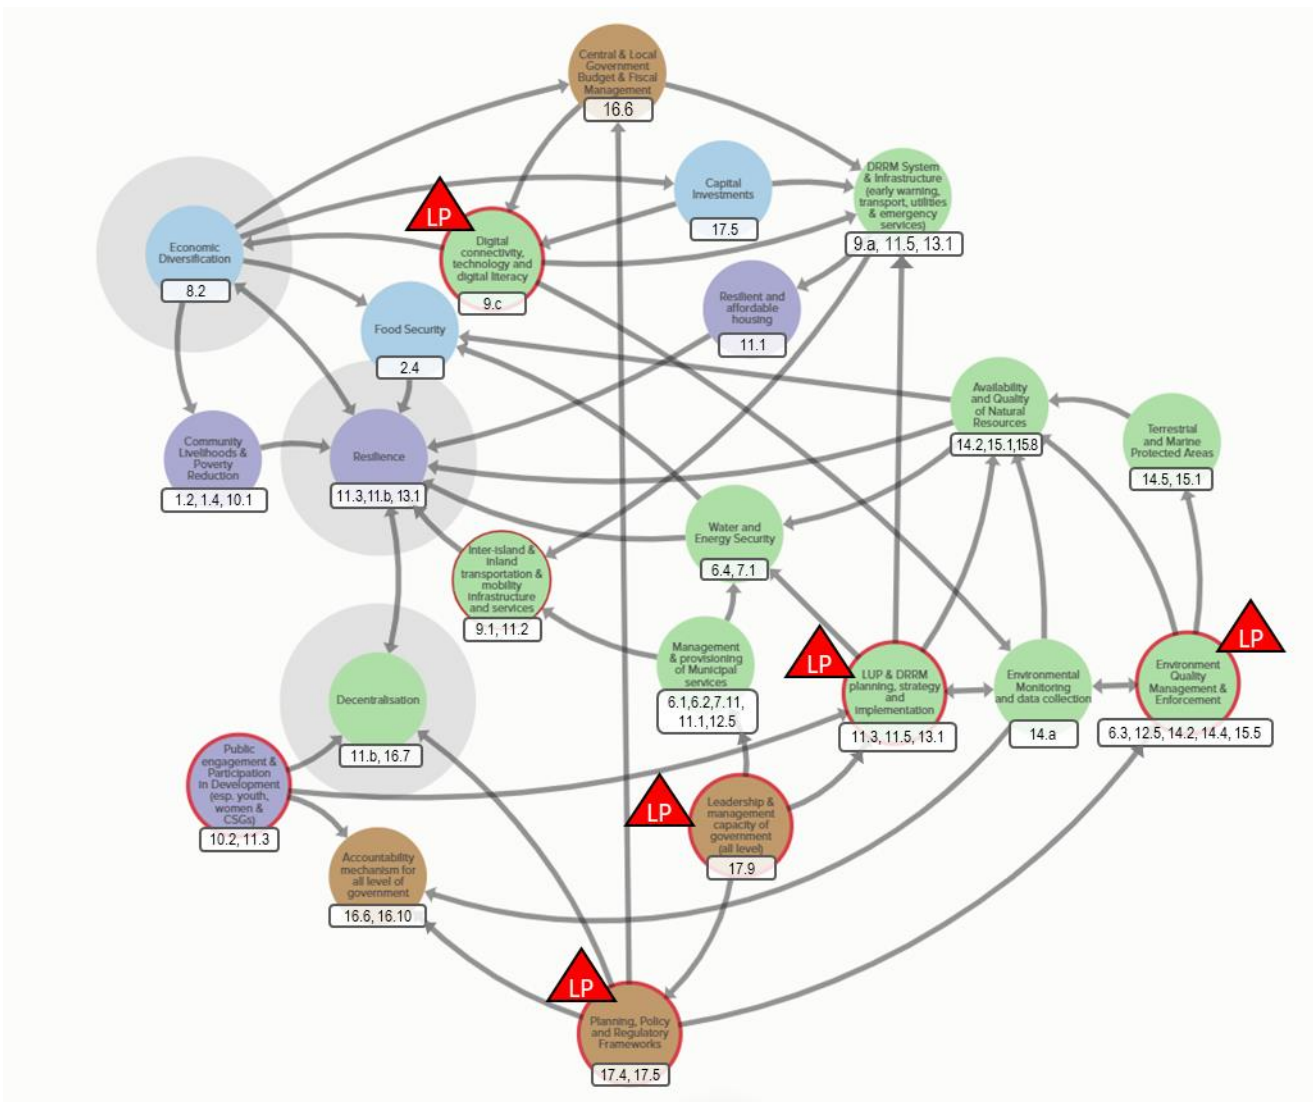 Central & Local
Government
Budget & Fiscal
Management
16.6
Capital
Investments
17.5
DRRM System
& Infrastructure
(early warning,
transport, utilities
& emergency
services)
9.a, 11.5, 13.1
LP
Digital
connectivity,
technology and
digital literacy
9.c
Economic
Diversification
8.2
Resilient and
affordable
housing
11.1
Food Security
2.4
Availability
and Quality
of Natural
Resources
14.2,15.1,15.8
Terrestrial
and Marine
Protected Areas
14.5, 15.1
Community
Livelihoods &
Poverty
Reduction
1.2, 1.4, 10.1
Resilience
11.3,11.b, 13.1
Water and
Energy Security
6.4, 7.1
Inter-island &
inland
transportation &
mobility
infrastructure
and services
9.1, 11.2
Management
& provisioning
of Municipal
services
6.1,6.2,7.11,
11.1,12.5
LP
LUP & DRRM
planning, strategy
and
implementation
11.3, 11.5, 13.1
Environmental
Monitoring
and data collection
14.a
LP
Environment
Quality
Management &
Enforcement
6.3, 12.5, 14.2, 14.4, 15.5
Decentralisation
11.b, 16.7
Public
engagement &
Participation
in Development
(esp. youth,
women &
CSGs)
10.2, 11.3
LP
Leadership &
management
capacity of
government
(all level)
17.9
Accountability
mechanism for
all level of
government
16.6, 16.10
LP
Planning, Policy
and Regulatory
Frameworks
17.4, 17.5